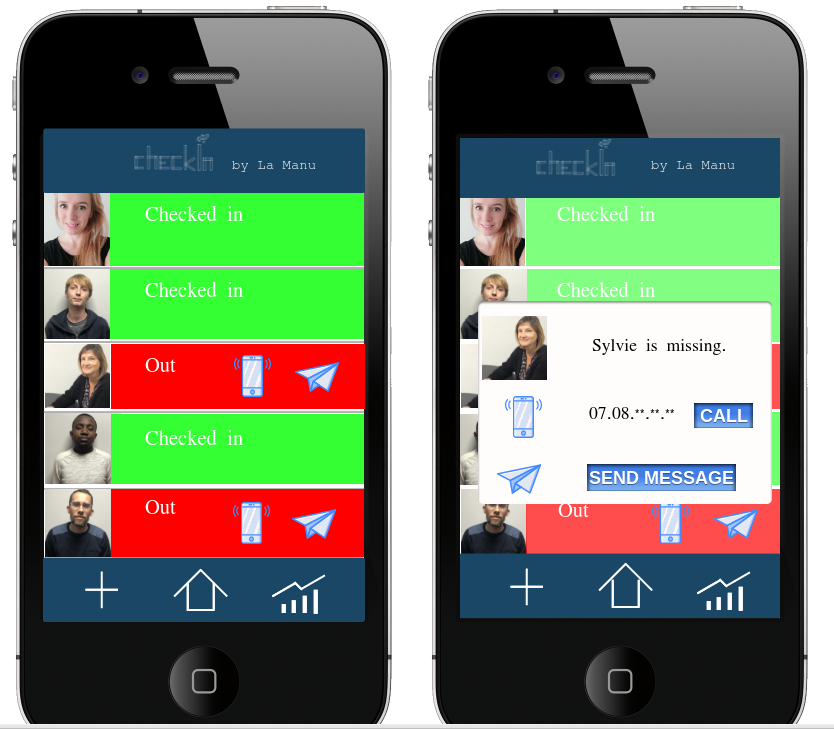 checkIn by La Manu
Checked in
Checked in
Out
Checked in
Out
checkIn by La Manu
Checked in
Checked in
Sylvie is missing.
07.08.**.**.** CALL
SEND MESSAGE
Out